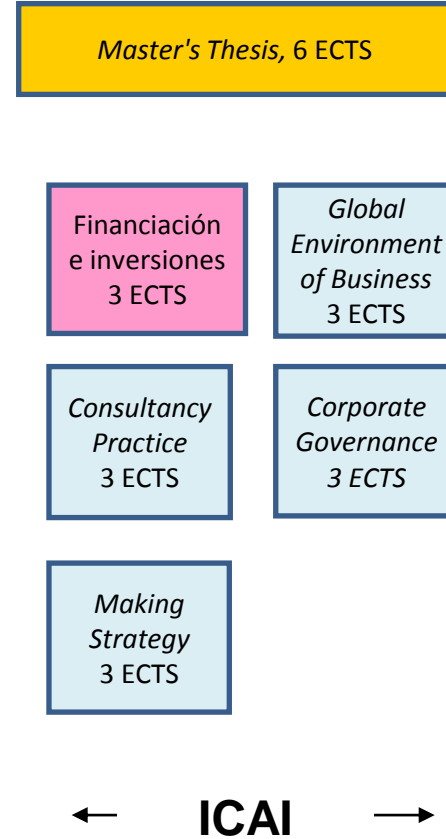 Master's Thesis, 6 ECTS
Financiación
e inversiones
3 ECTS
Global
Environment
of Business
3 ECTS
Consultancy
Practice
3 ECTS
Corporate
Governance
3 ECTS
Making
Strategy
3 ECTS
ICAI